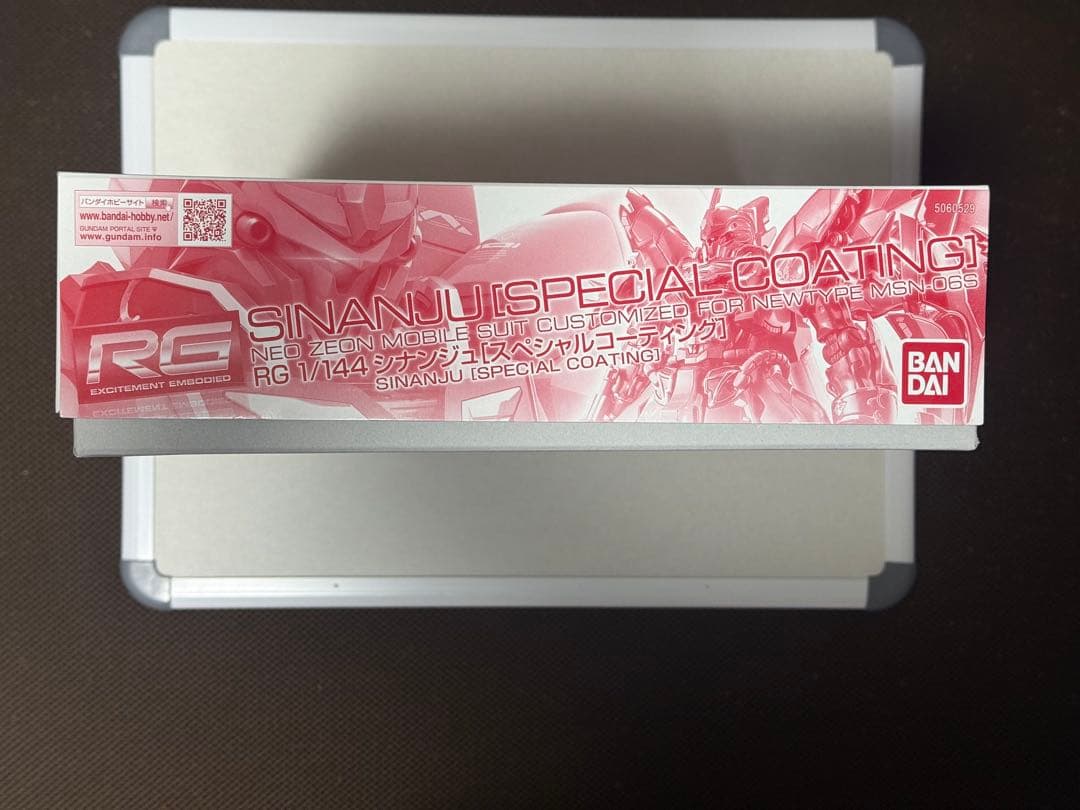 バンダイホビーサイト 検索
www.bandai-hobby.net/
GUNDAM PORTAL SITE
www.gundam.info
5060529
SINANJU [SPECIAL COATING]
NEO ZEON MOBILE SUIT CUSTOMIZED FOR NEWTYPE MSN-06S
RG 1/144 シナンジュ[スペシャルコーティング]
SINANJU [SPECIAL COATING]
RG
EXCITEMENT EMBODIED
BAN
DAI